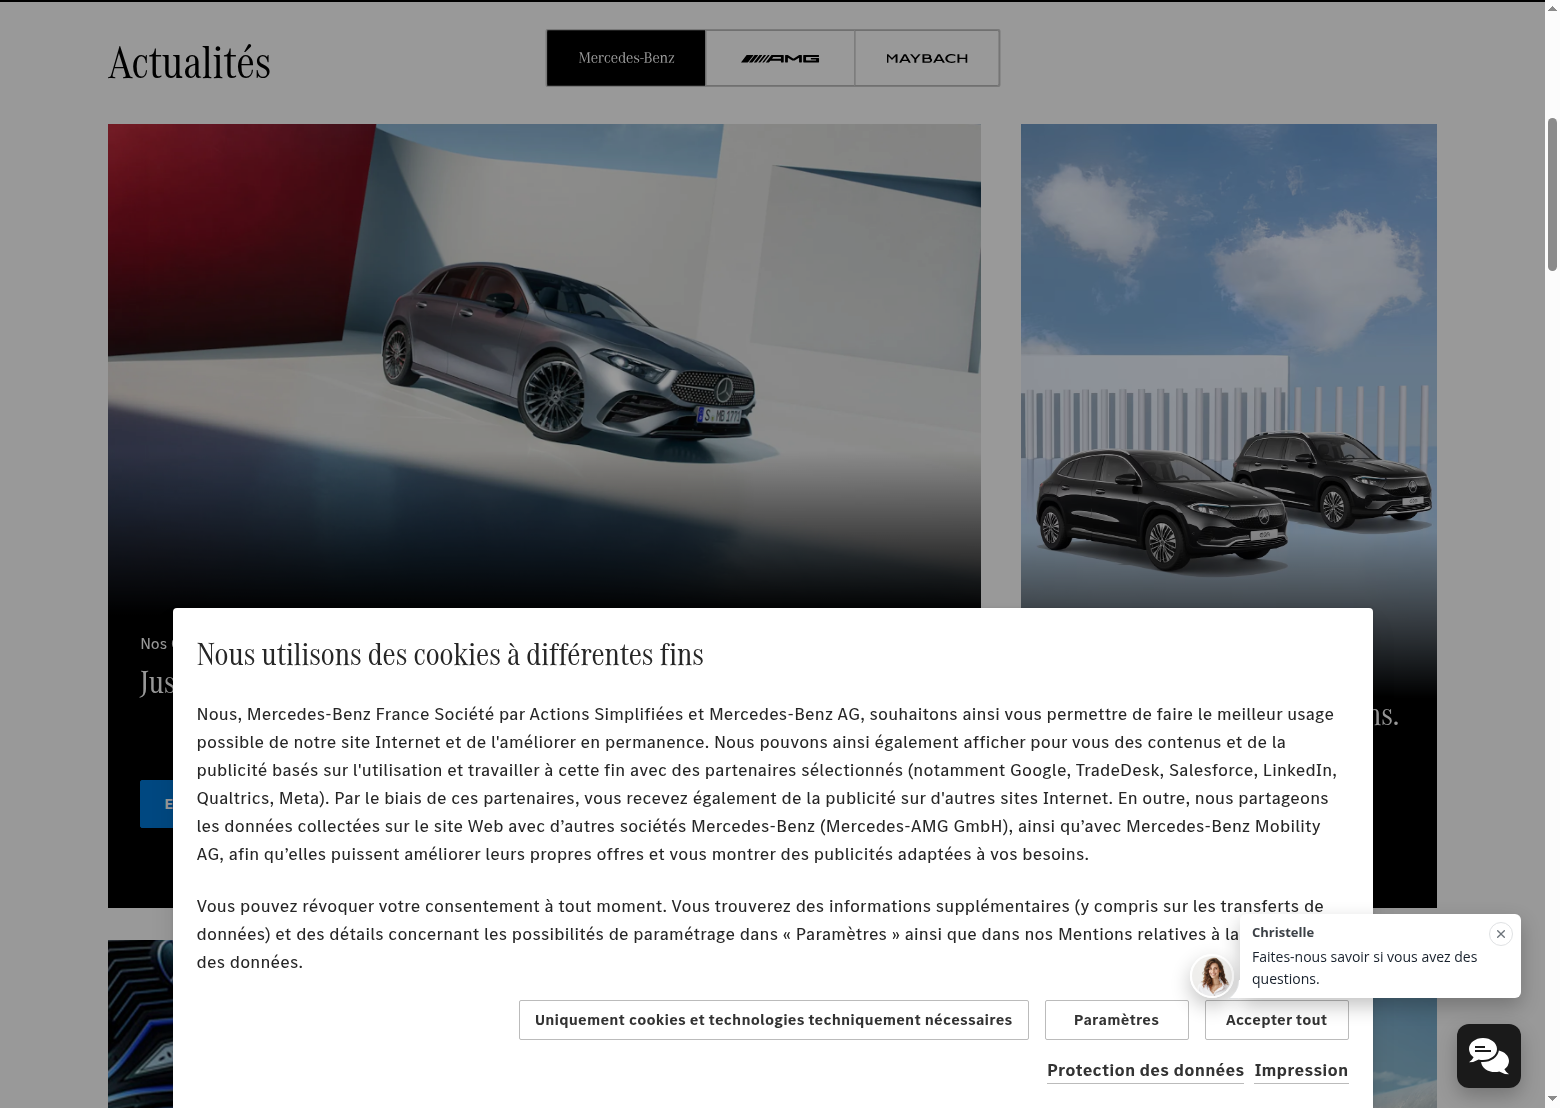 Actualités
Mercedes-Benz
AMG
MAYBACH
S MB 1771
Nos
Nous utilisons des cookies à différentes fins
Nous, Mercedes-Benz France Société par Actions Simplifiées et Mercedes-Benz AG, souhaitons ainsi vous permettre de faire le meilleur usage
possible de notre site Internet et de l'améliorer en permanence. Nous pouvons ainsi également afficher pour vous des contenus et de la
publicité basés sur l'utilisation et travailler à cette fin avec des partenaires sélectionnés (notamment Google, TradeDesk, Salesforce, LinkedIn,
Qualtrics, Meta). Par le biais de ces partenaires, vous recevez également de la publicité sur d'autres sites Internet. En outre, nous partageons
les données collectées sur le site Web avec d’autres sociétés Mercedes-Benz (Mercedes-AMG GmbH), ainsi qu’avec Mercedes-Benz Mobility
AG, afin qu’elles puissent améliorer leurs propres offres et vous montrer des publicités adaptées à vos besoins.
Vous pouvez révoquer votre consentement à tout moment. Vous trouverez des informations supplémentaires (y compris sur les transferts de
données) et des détails concernant les possibilités de paramétrage dans « Paramètres » ainsi que dans nos Mentions relatives à la
des données.
Christelle
Faites-nous savoir si vous avez des
questions.
Uniquement cookies et technologies techniquement nécessaires
Paramètres
Accepter tout
Protection des données
Impression